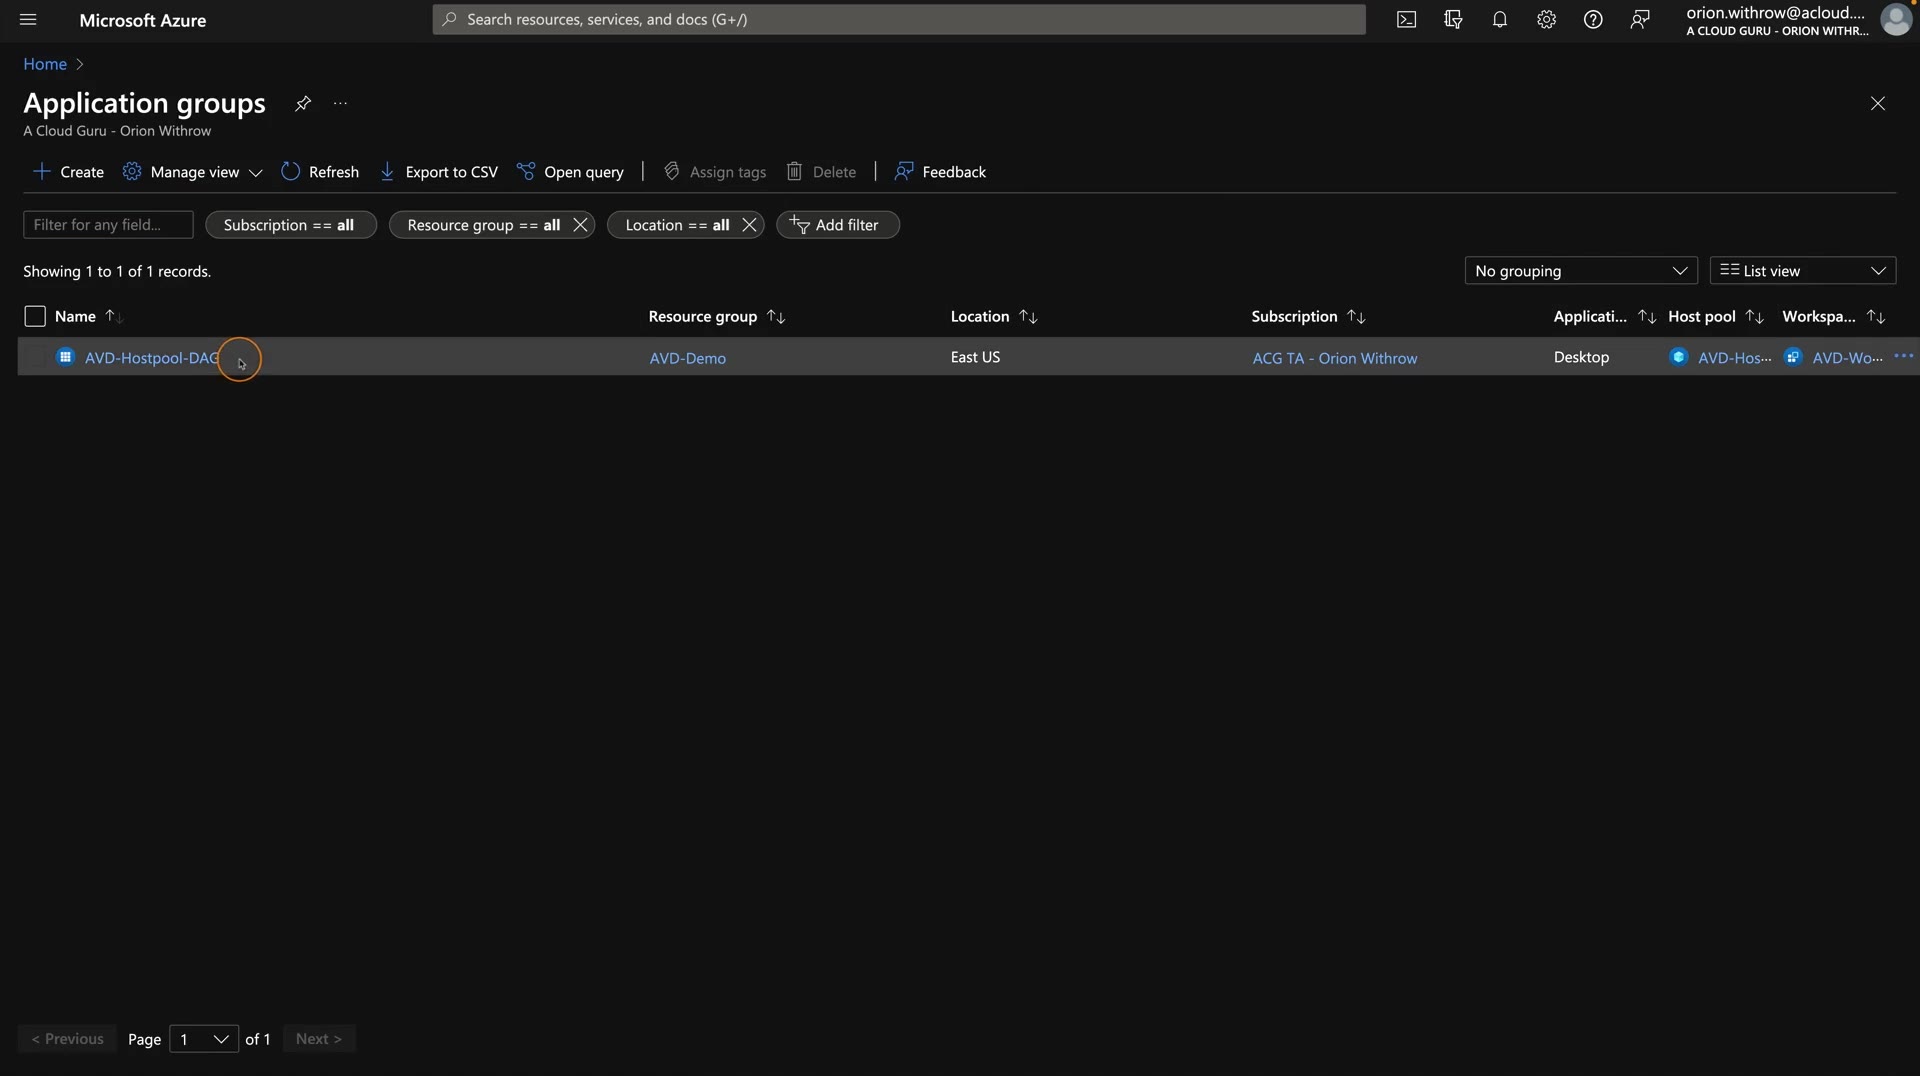 Microsoft Azure
Search resources, services, and docs (G+/)
orion.withrow@acloud....
A CLOUD GURU - ORION WITHR...
Home >
Application groups ...
A Cloud Guru - Orion Withrow
Create Manage view Refresh Export to CSV Open query | Assign tags Delete | Feedback
Filter for any field... Subscription == all Resource group == all Location == all Add filter
Showing 1 to 1 of 1 records.
No grouping List view
Name Resource group Location Subscription Applicati... Host pool Workspa...
AVD-Hostpool-DAG AVD-Demo East US ACG TA - Orion Withrow Desktop AVD-Hos... AVD-Wo... ...
< Previous Page 1 of 1 Next >